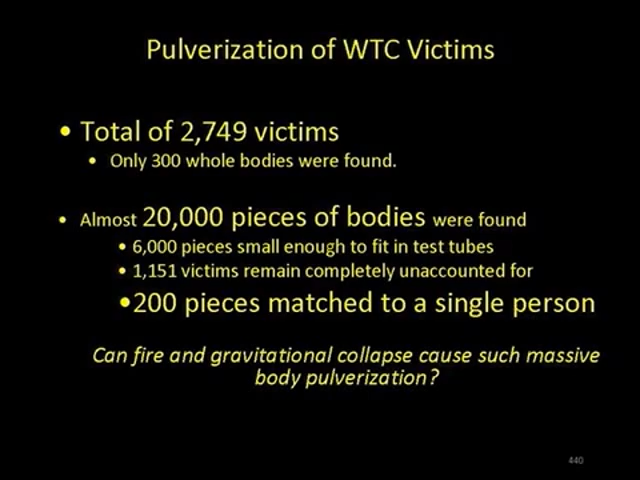 Pulverization of WTC Victims
• Total of 2,749 victims
• Only 300 whole bodies were found.
• Almost 20,000 pieces of bodies were found
• 6,000 pieces small enough to fit in test tubes
• 1,151 victims remain completely unaccounted for
•200 pieces matched to a single person
Can fire and gravitational collapse cause such massive
body pulverization?
440